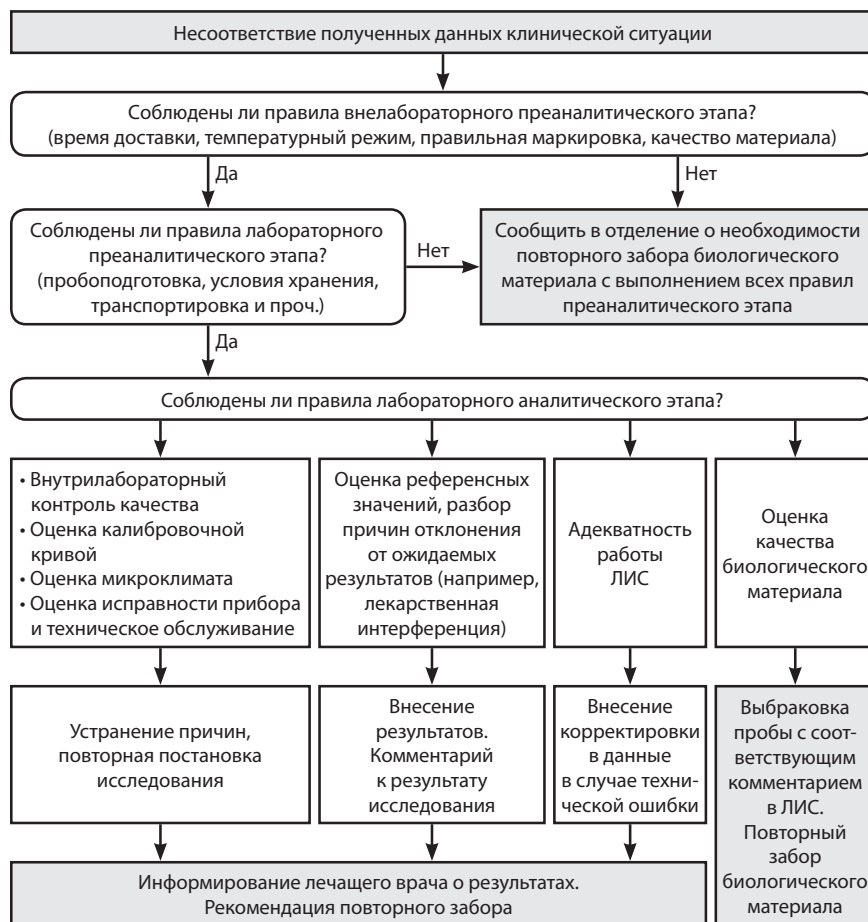 Несоответствие полученных данных клинической ситуации
Соблюдены ли правила внелабораторного преаналитического этапа?
(время доставки, температурный режим, правильная маркировка, качество материала)
Да
Нет
Соблюдены ли правила лабораторного
преаналитического этапа?
(пробоподготовка, условия хранения,
транспортировка и проч.)
Нет
Сообщить в отделение о необходимости
повторного забора биологического
материала с выполнением всех правил
преаналитического этапа
Да
Соблюдены ли правила лабораторного аналитического этапа?
• Внутрилабораторный
контроль качества
• Оценка калибровочной
кривой
• Оценка микроклимата
• Оценка исправности прибора
и техническое обслуживание
Оценка референсных
значений, разбор
причин отклонения
от ожидаемых
результатов (например,
лекарственная
интерференция)
Адекватность
работы
ЛИС
Оценка
качества
биологического
материала
Устранение причин,
повторная постановка
исследования
Внесение
результатов.
Комментарий
к результату
исследования
Внесение
корректировки
в данные
в случае техни-
ческой ошибки
Выбраковка
пробы с соот-
ветствующим
комментарием
в ЛИС.
Повторный
забор
биологического
материала
Информирование лечащего врача о результатах.
Рекомендация повторного забора